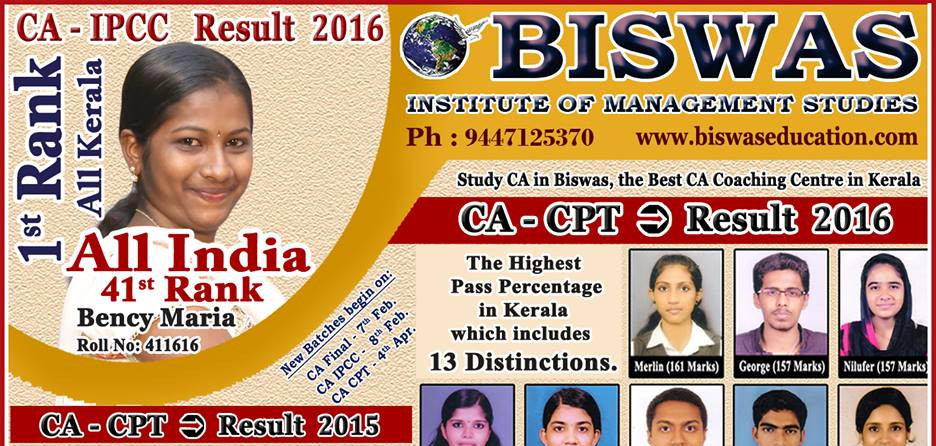 CA - IPCC Result 2016
1st Rank
All Kerala
All India
41st Rank
Bency Maria
Roll No: 411616
New Batches begin on:
CA Final - 7th Feb.
CA IPCC - 8th Feb.
CA CPT - 4th Apr.
CA - CPT ➲ Result 2015
BISWAS
INSTITUTE OF MANAGEMENT STUDIES
Ph : 9447125370 www.biswaseducation.com
Study CA in Biswas, the Best CA Coaching Centre in Kerala
CA - CPT ➲ Result 2016
The Highest
Pass Percentage
in Kerala
which includes
13 Distinctions.
Merlin (161 Marks) George (157 Marks) Nilufer (157 Marks)